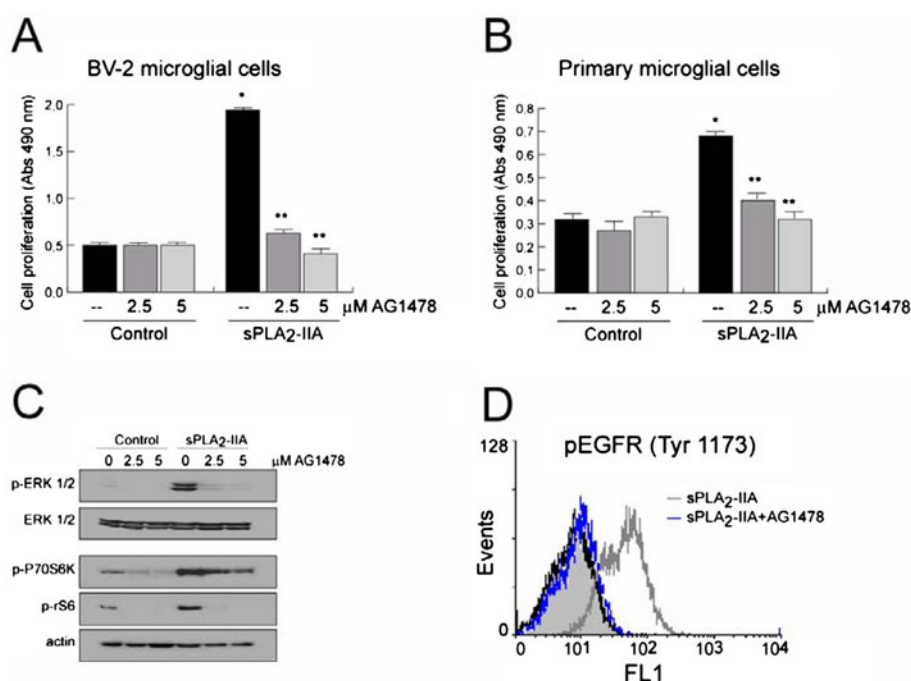 A
BV-2 microglial cells
Cell proliferation (Abs 490 nm)
2.0
1.5
1.0
0.5
0.0
*
**
**
-- 2.5 5 -- 2.5 5 μM AG1478
Control sPLA2-IIA
B
Primary microglial cells
Cell proliferation (Abs 490 nm)
0.8
0.7
0.6
0.5
0.4
0.3
0.3
0.1
0.0
*
**
**
-- 2.5 5 -- 2.5 5 μM AG1478
Control sPLA2-IIA
C
Control sPLA2-IIA
0 2.5 5 0 2.5 5 μM AG1478
p-ERK 1/2
ERK 1/2
p-P70S6K
p-rS6
actin
D
pEGFR (Tyr 1173)
128
Events
0
sPLA2-IIA
sPLA2-IIA+AG1478
0 101 102 103 104
FL1